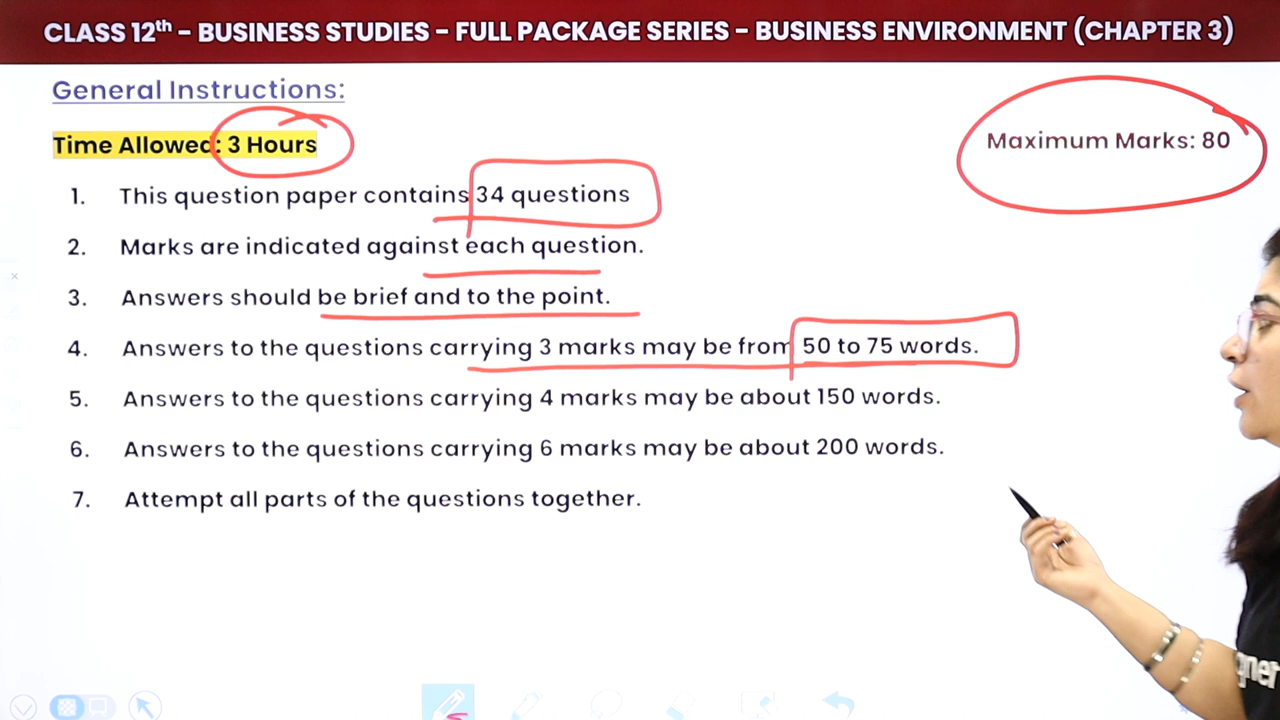 CLASS 12th – BUSINESS STUDIES – FULL PACKAGE SERIES – BUSINESS ENVIRONMENT (CHAPTER 3)
General Instructions:
Time Allowed: 3 Hours
Maximum Marks: 80
1. This question paper contains 34 questions
2. Marks are indicated against each question.
3. Answers should be brief and to the point.
4. Answers to the questions carrying 3 marks may be from 50 to 75 words.
5. Answers to the questions carrying 4 marks may be about 150 words.
6. Answers to the questions carrying 6 marks may be about 200 words.
7. Attempt all parts of the questions together.